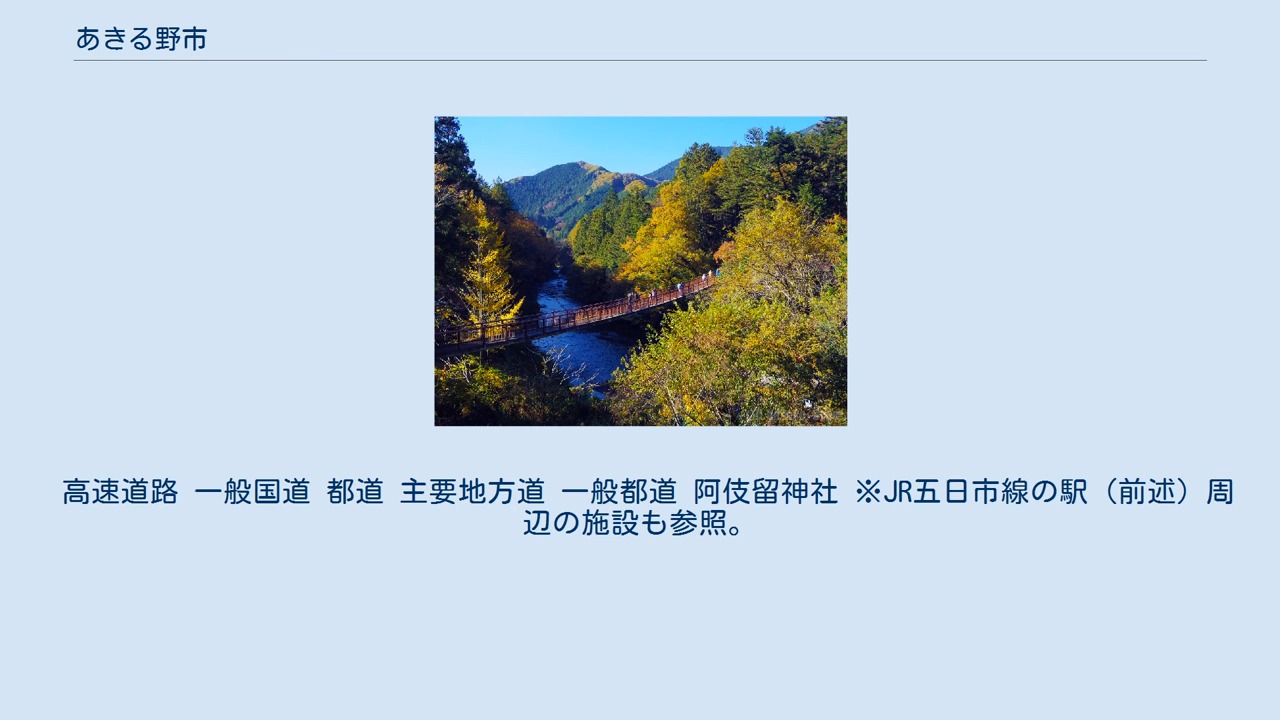 あきる野市
高速道路 一般国道 都道 主要地方道 一般都道 阿伎留神社 ※JR五日市線の駅（前述）周
辺の施設も参照。